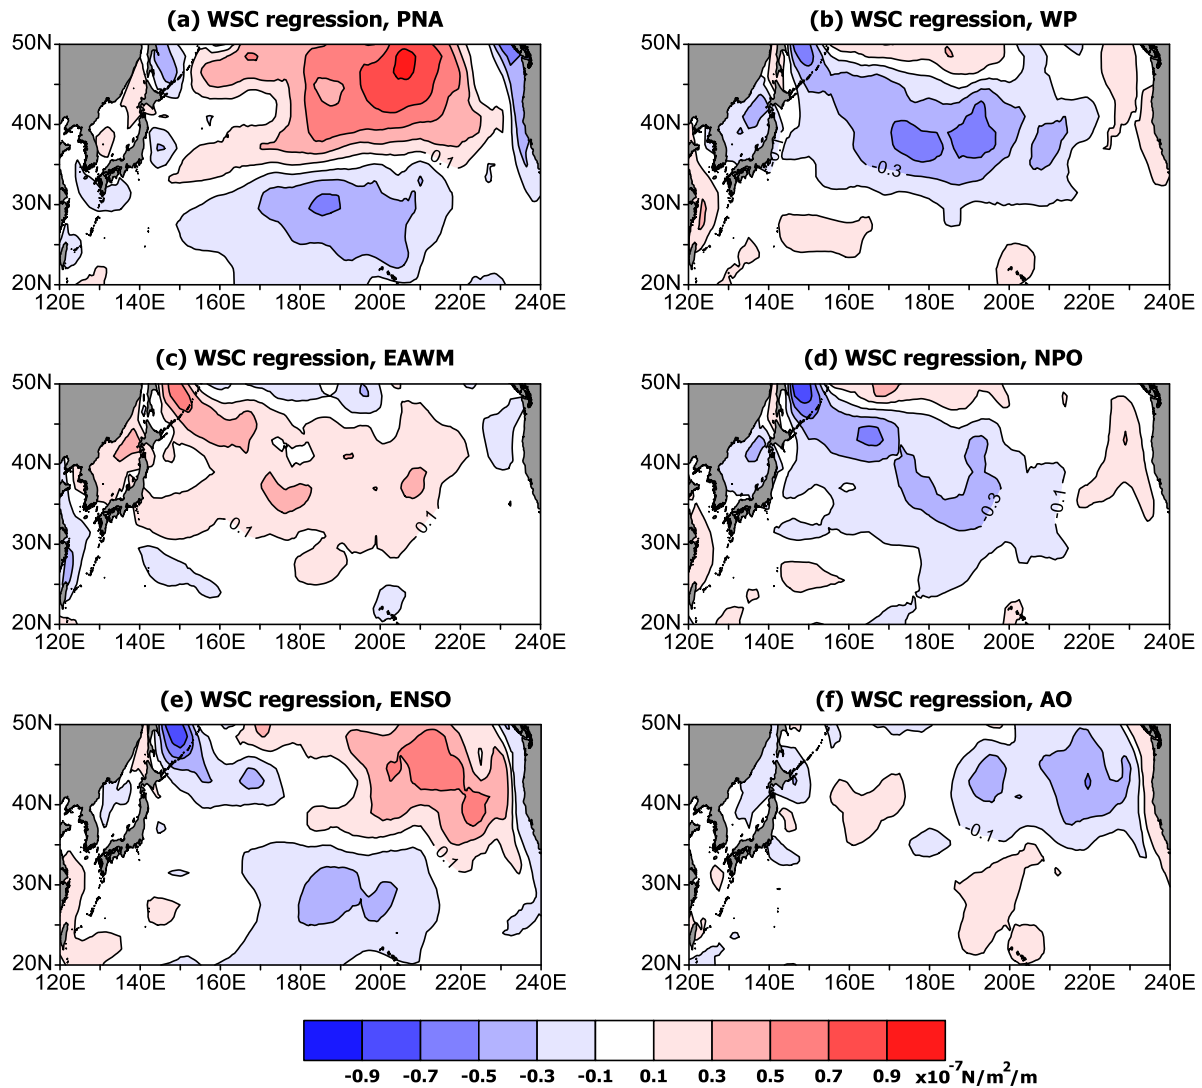 (a) WSC regression, PNA
50N
40N
30N
20N
120E 140E 160E 180E 200E 220E 240E
0.1
(b) WSC regression, WP
50N
40N
30N
20N
120E 140E 160E 180E 200E 220E 240E
-0.3
(c) WSC regression, EAWM
50N
40N
30N
20N
120E 140E 160E 180E 200E 220E 240E
0.1
0.1
(d) WSC regression, NPO
50N
40N
30N
20N
120E 140E 160E 180E 200E 220E 240E
-0.3
-0.1
(e) WSC regression, ENSO
50N
40N
30N
20N
120E 140E 160E 180E 200E 220E 240E
0.1
(f) WSC regression, AO
50N
40N
30N
20N
120E 140E 160E 180E 200E 220E 240E
-0.1
-0.9 -0.7 -0.5 -0.3 -0.1 0.1 0.3 0.5 0.7 0.9 x10⁻⁷N/m²/m